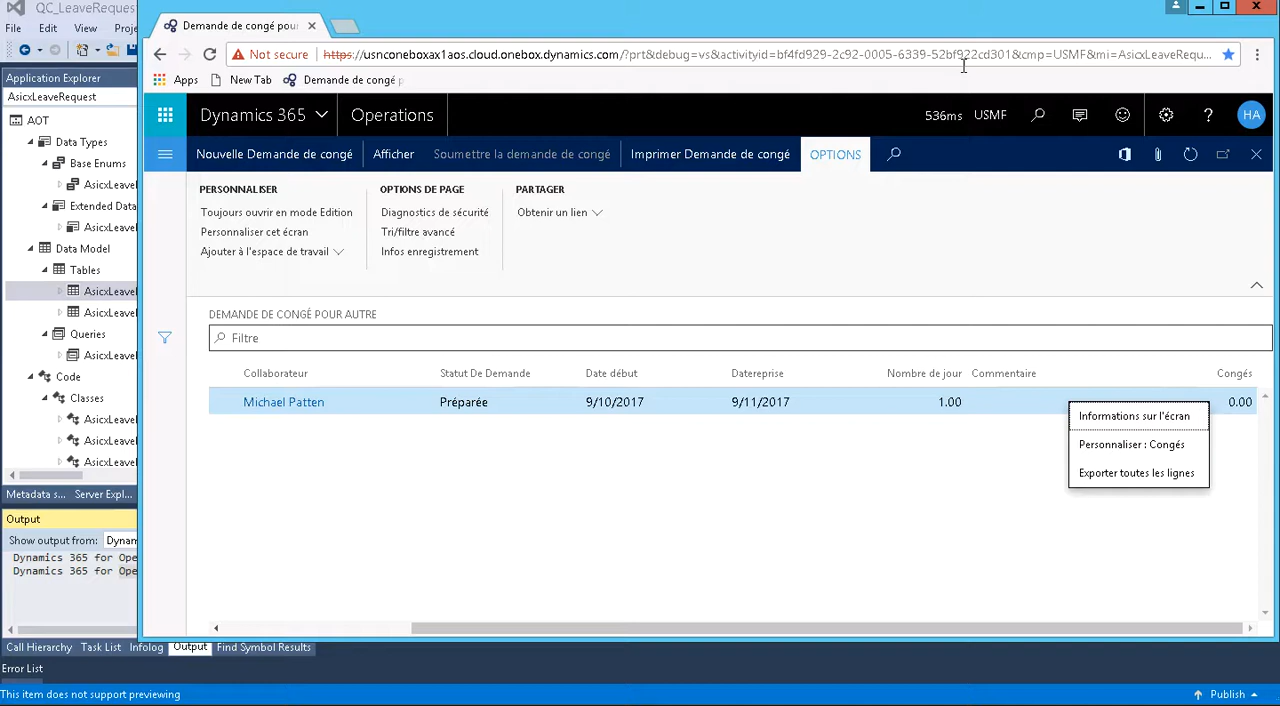 QC_LeaveRequest
File Edit View Proje
Application Explorer
AsicxLeaveRequest
AOT
Data Types
Base Enums
AsicxLeave
Extended Data
AsicxLeave
Data Model
Tables
AsicxLeavel
AsicxLeavel
Queries
AsicxLeavel
Code
Classes
AsicxLeavel
AsicxLeavel
AsicxLeavel
Metadata s... Server Expl...
Output
Show output from: Dynam
Dynamics 365 for Ope
Dynamics 365 for Ope
Call Hierarchy Task List Infolog Output Find Symbol Results
Error List
This item does not support previewing
Publish
Demande de congé pou
Not secure https://usnconeboxax1aos.cloud.onebox.dynamics.com/?prt&debug=vs&activityid=bf4fd929-2c92-0005-6339-52bf922cd301&cmp=USMF&mi=AsicxLeaveRequ...
Apps New Tab Demande de congé p
Dynamics 365 Operations 536ms USMF ? HA
Nouvelle Demande de congé Afficher Soumettre la demande de congé Imprimer Demande de congé OPTIONS
PERSONNALISER
Toujours ouvrir en mode Edition
Personnaliser cet écran
Ajouter à l'espace de travail
OPTIONS DE PAGE
Diagnostics de sécurité
Tri/filtre avancé
Infos enregistrement
PARTAGER
Obtenir un lien
DEMANDE DE CONGÉ POUR AUTRE
Filtre
Collaborateur Statut De Demande Date début Datereprise Nombre de jour Commentaire Congés
Michael Patten Préparée 9/10/2017 9/11/2017 1.00 0.00
Informations sur l'écran
Personnaliser : Congés
Exporter toutes les lignes